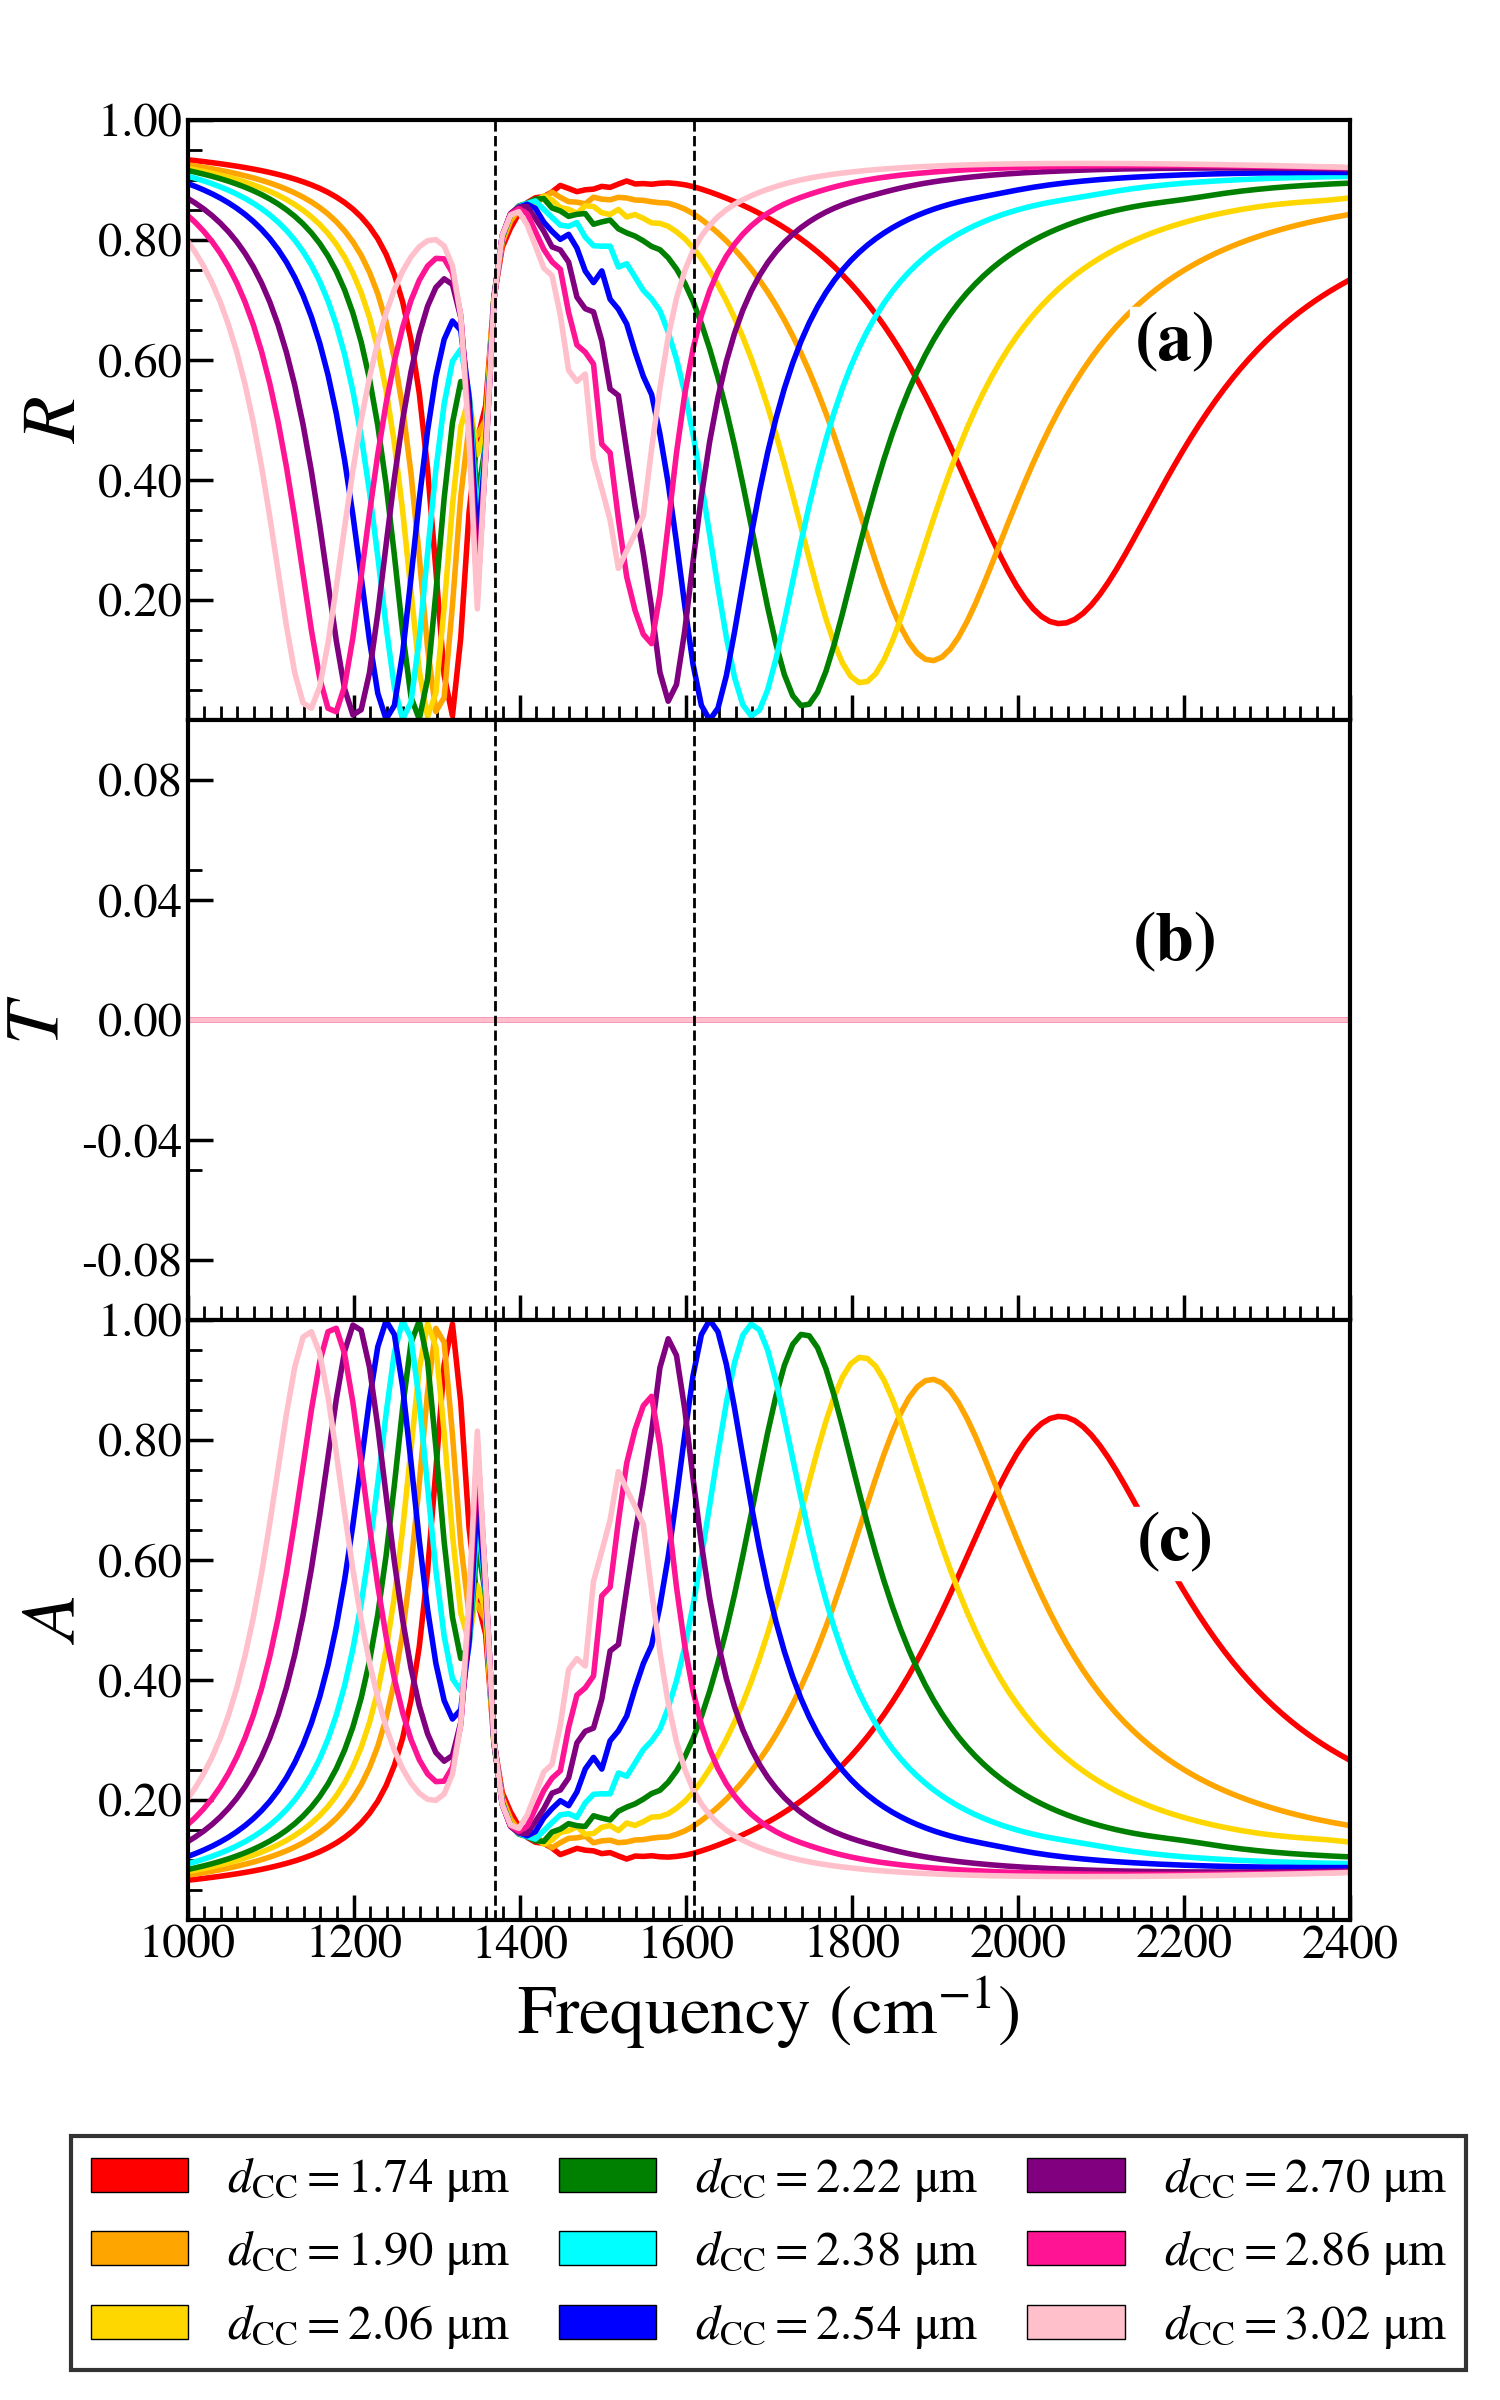 1.00
0.80
0.60
0.40
0.20
R
(a)
0.08
0.04
0.00
-0.04
-0.08
T
(b)
1.00
0.80
0.60
0.40
0.20
A
(c)
1000 1200 1400 1600 1800 2000 2200 2400
Frequency (cm⁻¹)
d_CC = 1.74 μm d_CC = 2.22 μm d_CC = 2.70 μm
d_CC = 1.90 μm d_CC = 2.38 μm d_CC = 2.86 μm
d_CC = 2.06 μm d_CC = 2.54 μm d_CC = 3.02 μm